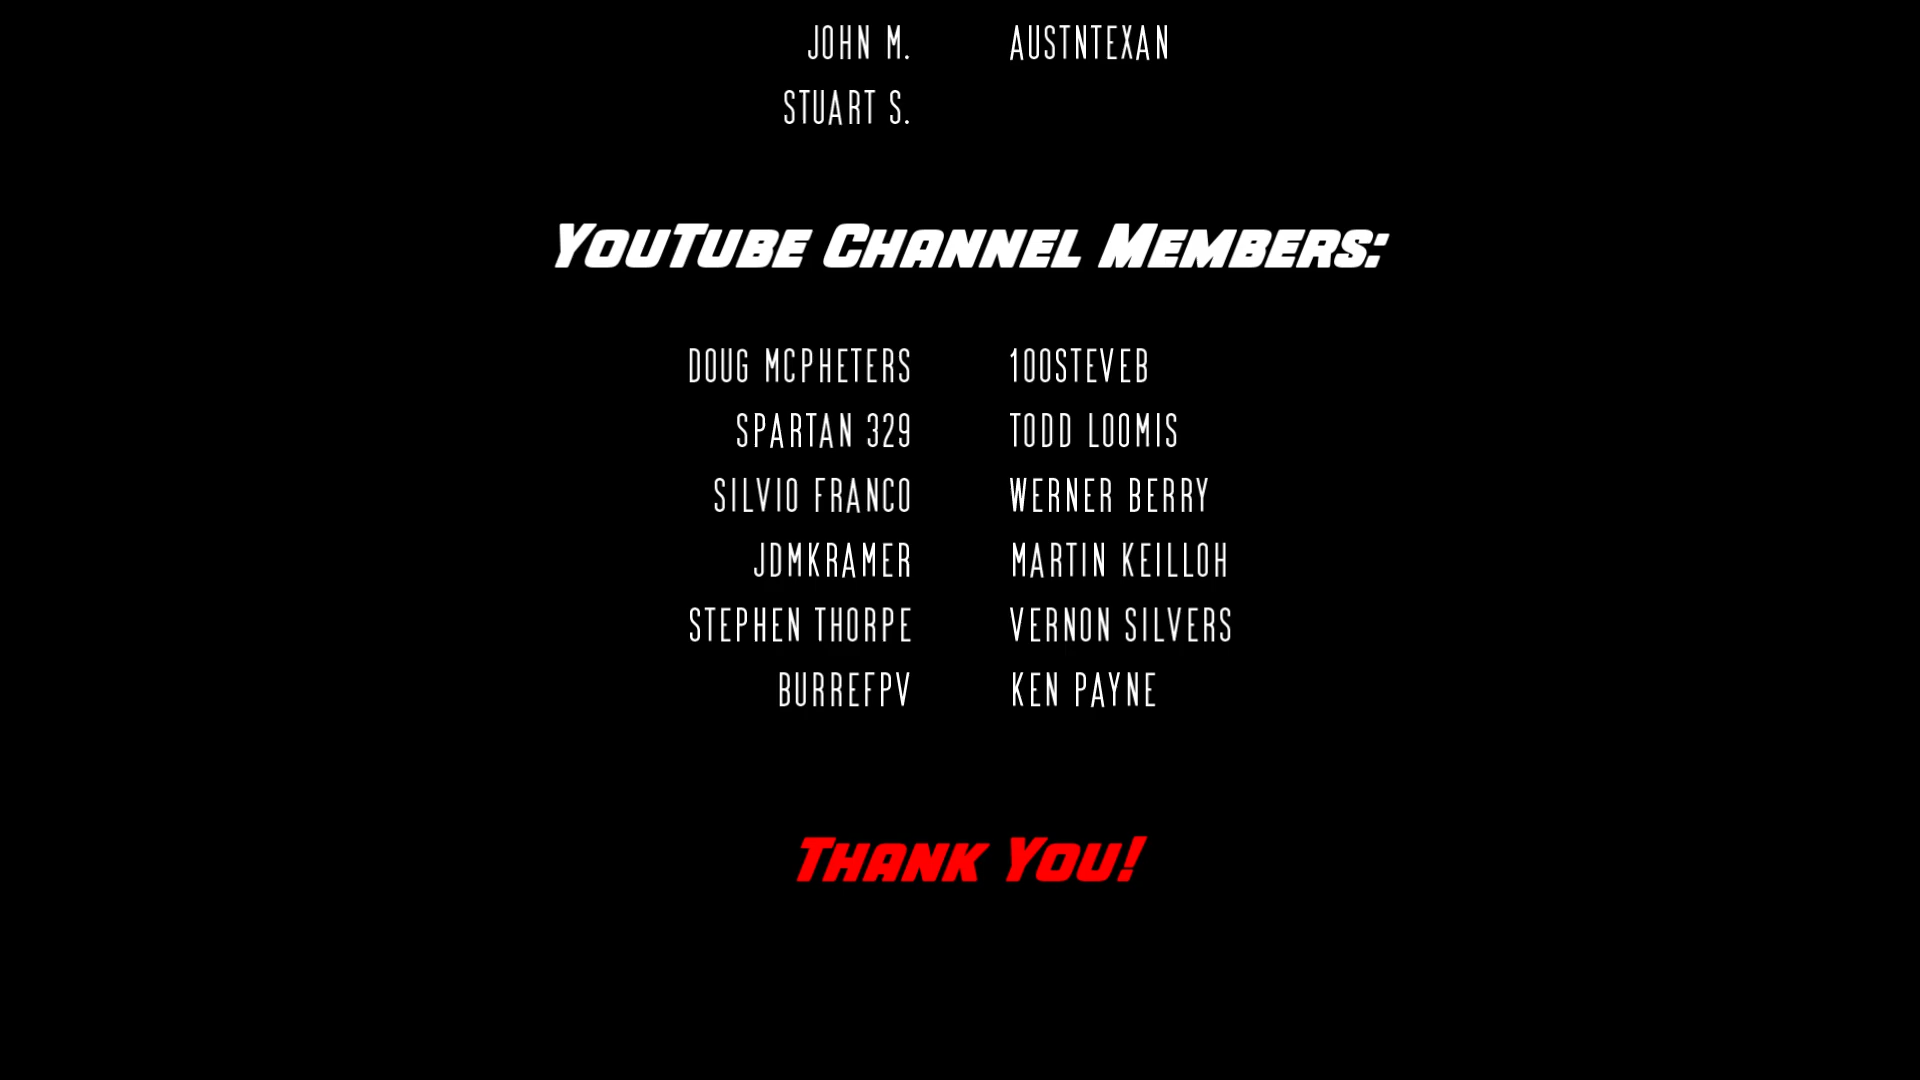 JOHN M. AUSTNTEXAN
STUART S.
YouTube Channel Members:
DOUG MCPHETERS 100STEVEB
SPARTAN 329 TODD LOOMIS
SILVIO FRANCO WERNER BERRY
JDMKRAMER MARTIN KEILLOH
STEPHEN THORPE VERNON SILVERS
BURREFPV KEN PAYNE
Thank You!